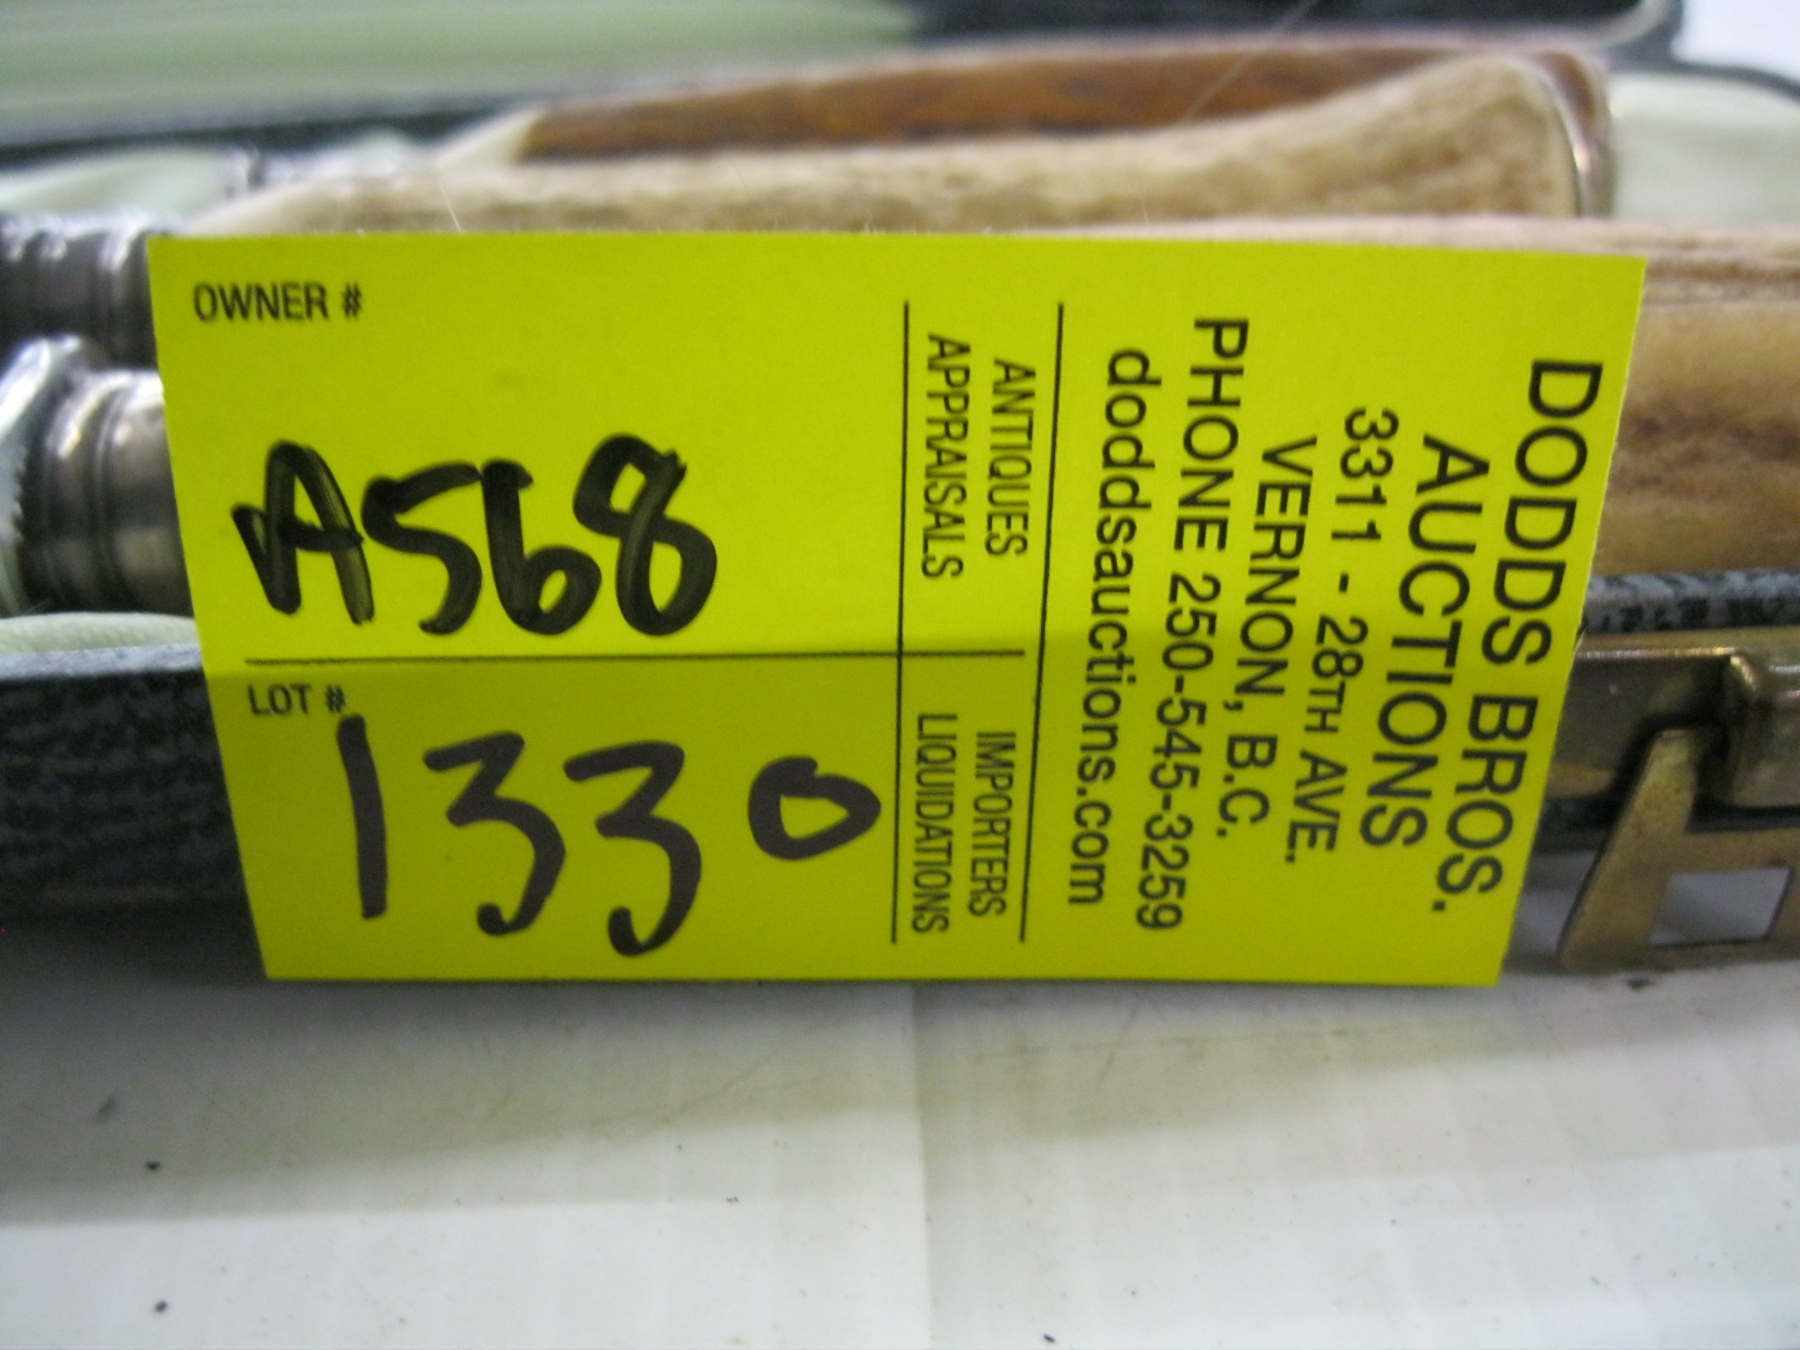 OWNER #
A568
LOT #
1330
ANTIQUES
APPRAISALS
IMPORTERS
LIQUIDATIONS
DODDS BROS.
AUCTIONS
3311 - 28TH AVE.
VERNON, B.C.
PHONE 250-545-3259
doddsauctions.com